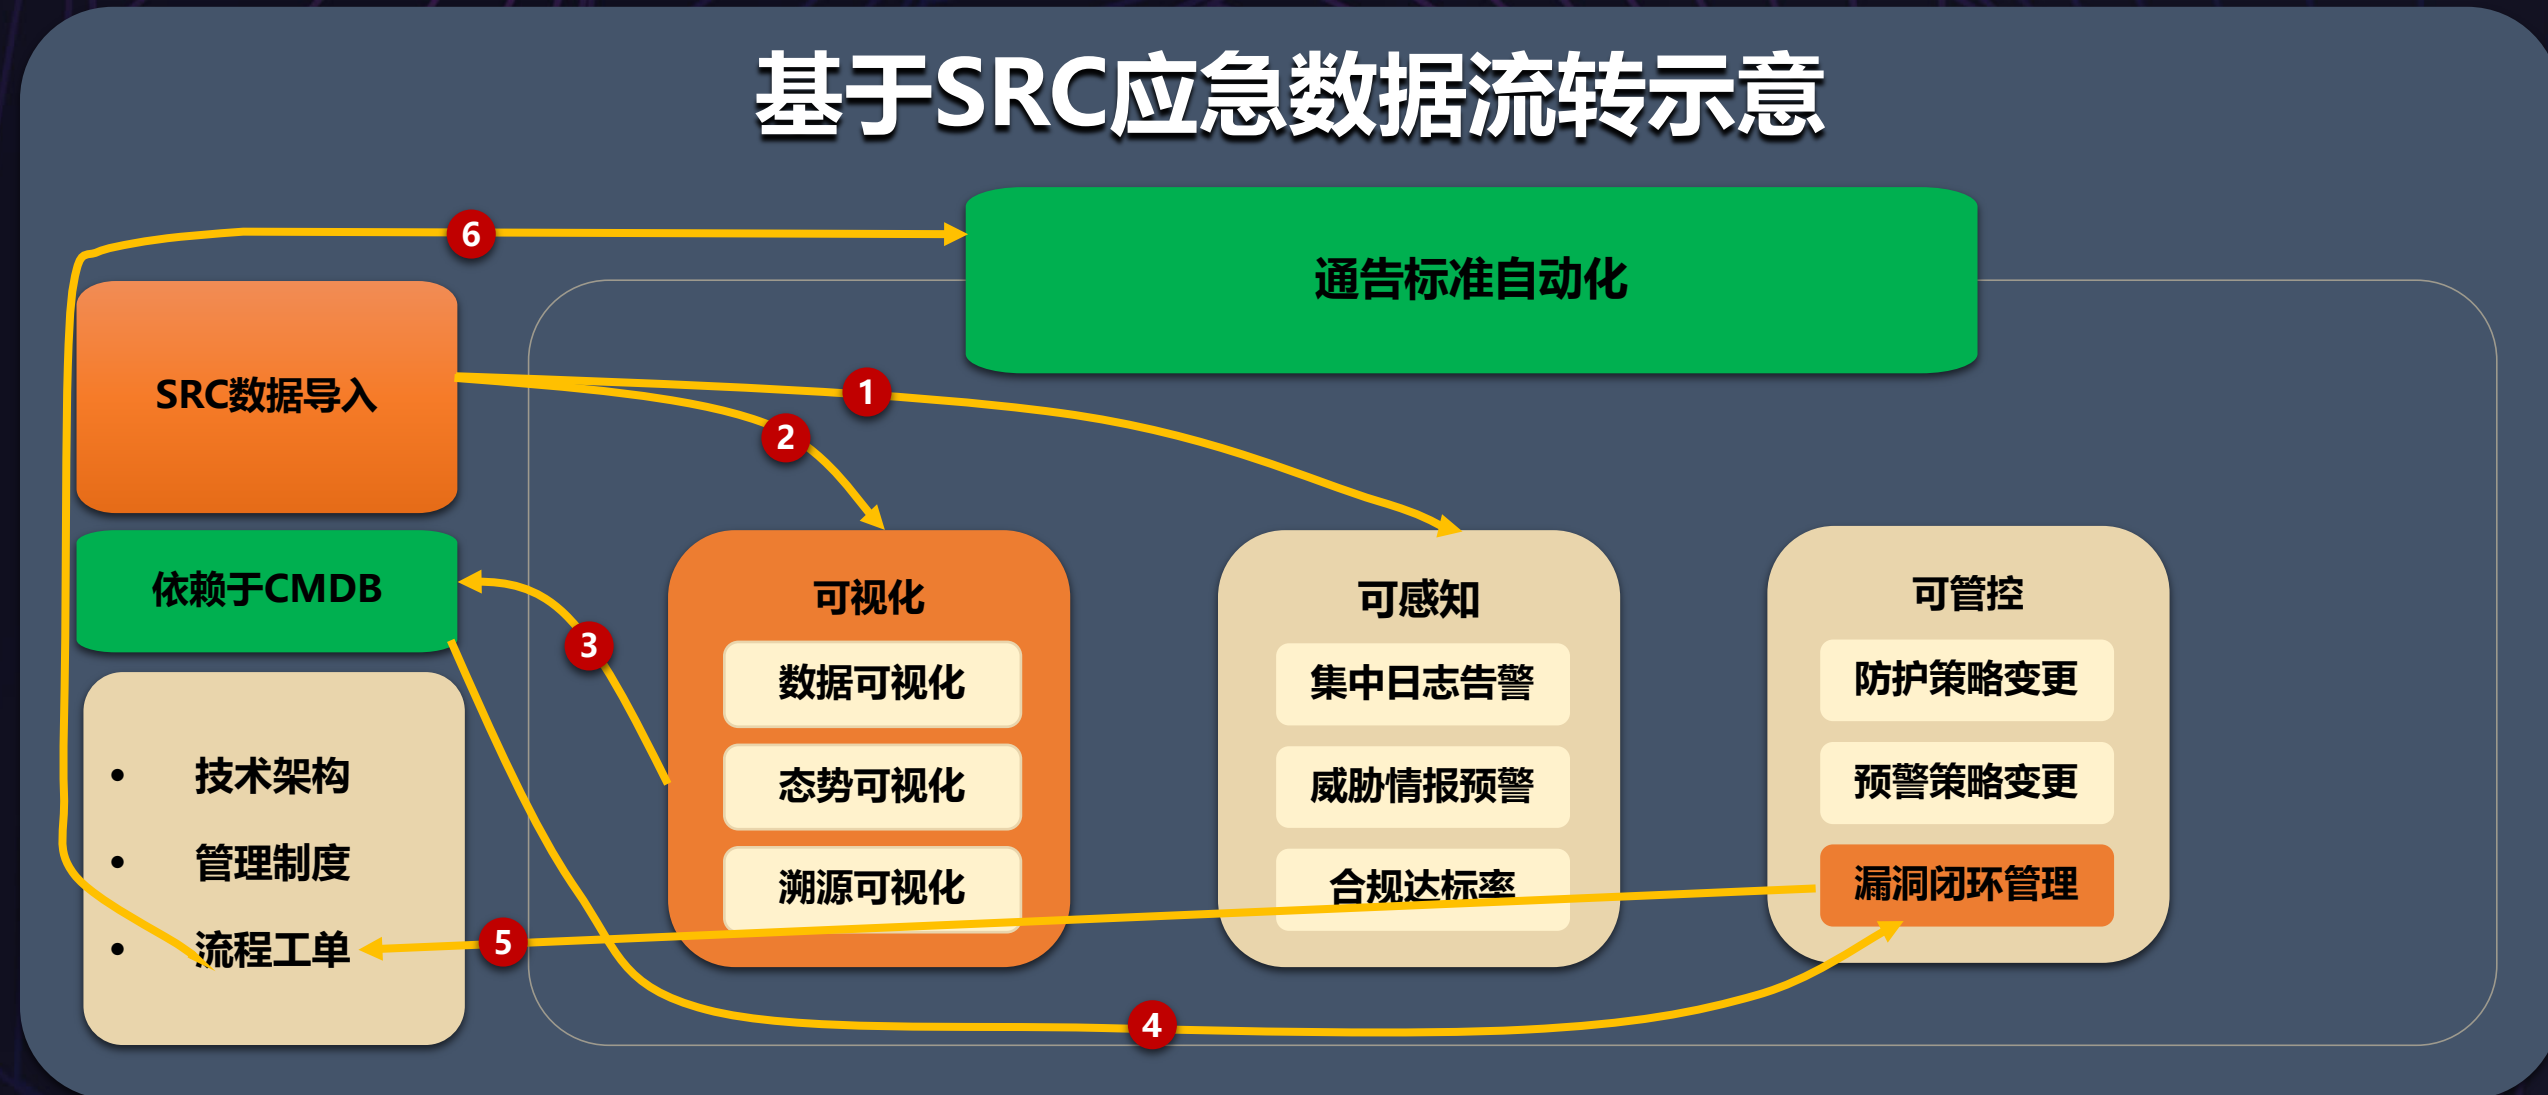 基于SRC应急数据流转示意
6
通告标准自动化
SRC数据导入
1
2
依赖于CMDB
3
• 技术架构
• 管理制度
• 流程工单
可视化
数据可视化
态势可视化
溯源可视化
可感知
集中日志告警
威胁情报预警
合规达标率
可管控
防护策略变更
预警策略变更
漏洞闭环管理
5
4